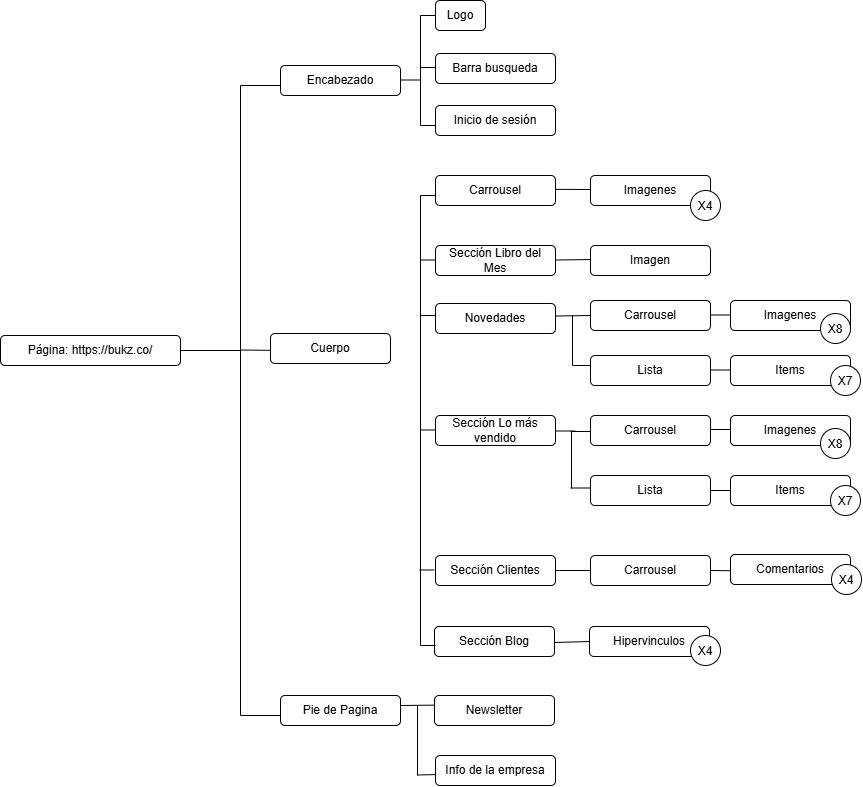 Logo
Encabezado
Barra busqueda
Inicio de sesión
Carrousel
Imagenes
X4
Sección Libro del
Mes
Imagen
Novedades
Carrousel
Imagenes
X8
Lista
Items
X7
Página: https://bukz.co/
Cuerpo
Sección Lo más
vendido
Carrousel
Imagenes
X8
Lista
Items
X7
Sección Clientes
Carrousel
Comentarios
X4
Sección Blog
Hipervinculos
X4
Pie de Pagina
Newsletter
Info de la empresa